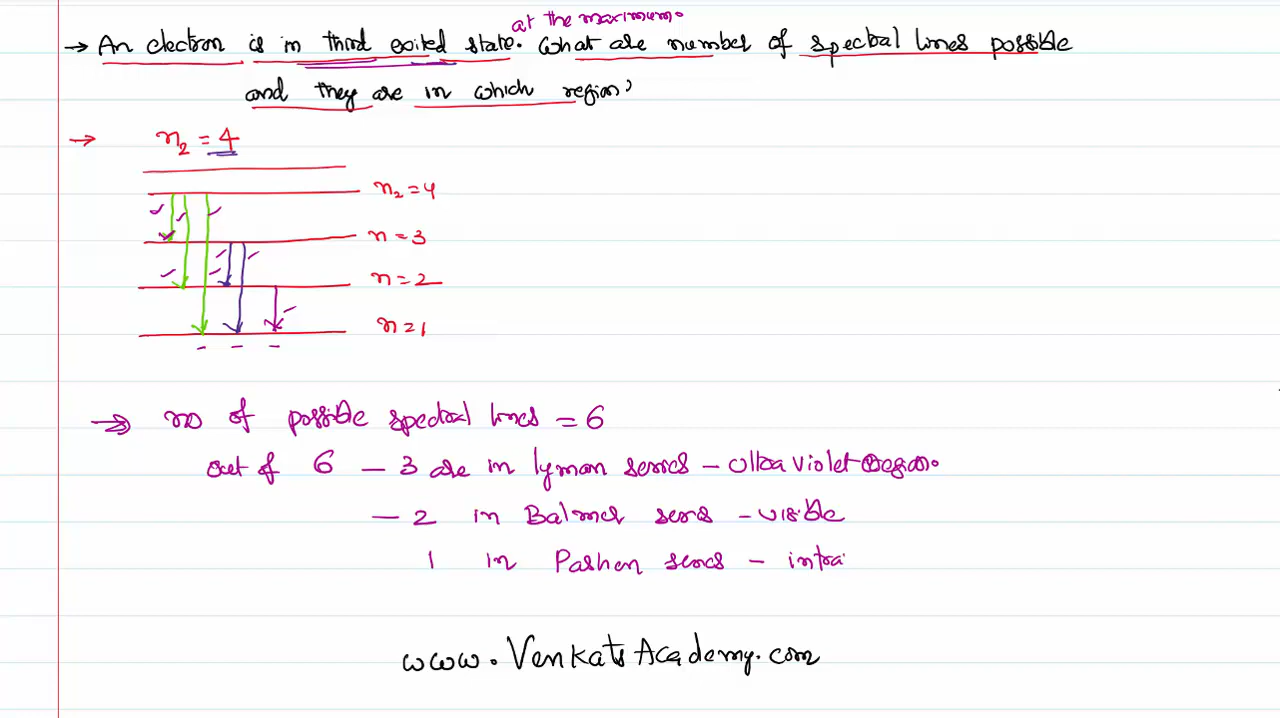 at the maximum.
→ An electron is in third exited state. What are number of spectral lines possible
and they are in which region?
→ n₂ = 4
n₂ = 4
n = 3
n = 2
n = 1
⇒ no of possible spectral lines = 6
out of 6 – 3 are in lyman series – Ultra violet region.
– 2 in Balmer series – visible
1 in Pashen series – infra
www.VenkatsAcademy.com